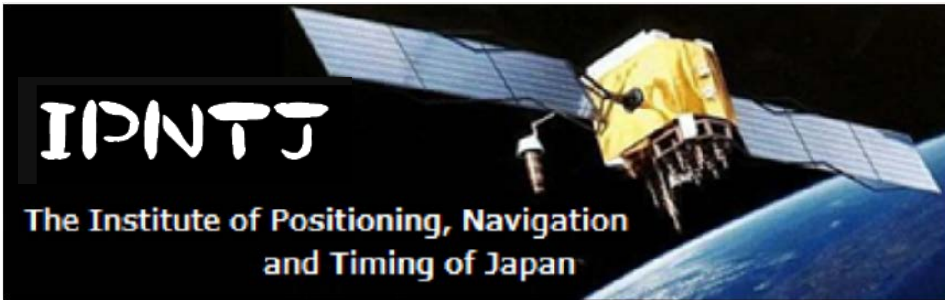 IPNTJ
The Institute of Positioning, Navigation
and Timing of Japan